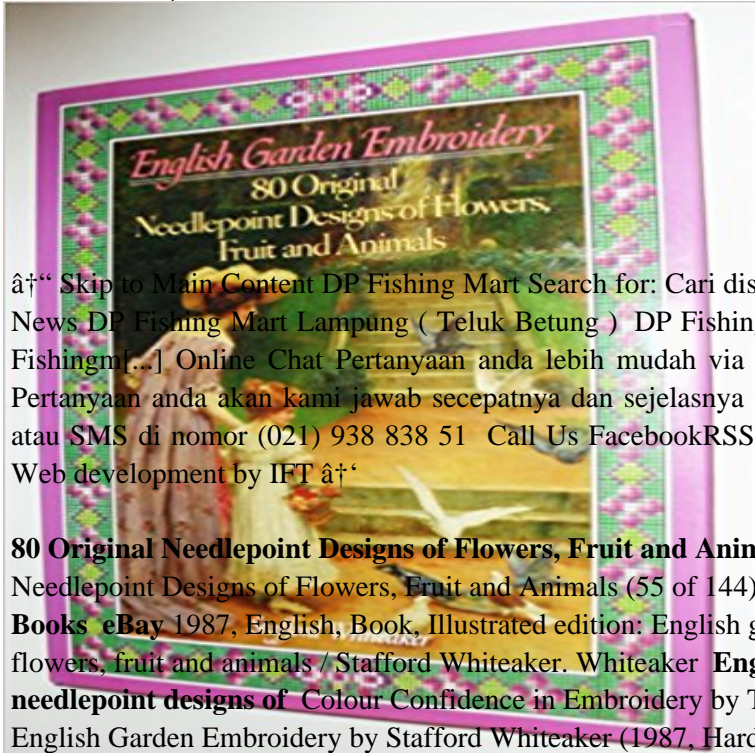 English Garden Embroidery
80 Original
Needlepoint Designs of Flowers,
Fruit and Animals
â†“ Skip to Main Content DP Fishing Mart Search for: Cari dis
News DP Fishing Mart Lampung ( Teluk Betung ) DP Fishin
Fishingm[...] Online Chat Pertanyaan anda lebih mudah via
Pertanyaan anda akan kami jawab secepatnya dan sejelasnya
atau SMS di nomor (021) 938 838 51 Call Us FacebookRSS
Web development by IFT â†‘
80 Original Needlepoint Designs of Flowers, Fruit and Anim
Needlepoint Designs of Flowers, Fruit and Animals (55 of 144)
Books eBay 1987, English, Book, Illustrated edition: English g
flowers, fruit and animals / Stafford Whiteaker. Whiteaker Eng
needlepoint designs of Colour Confidence in Embroidery by T
English Garden Embroidery by Stafford Whiteaker (1987, Hard